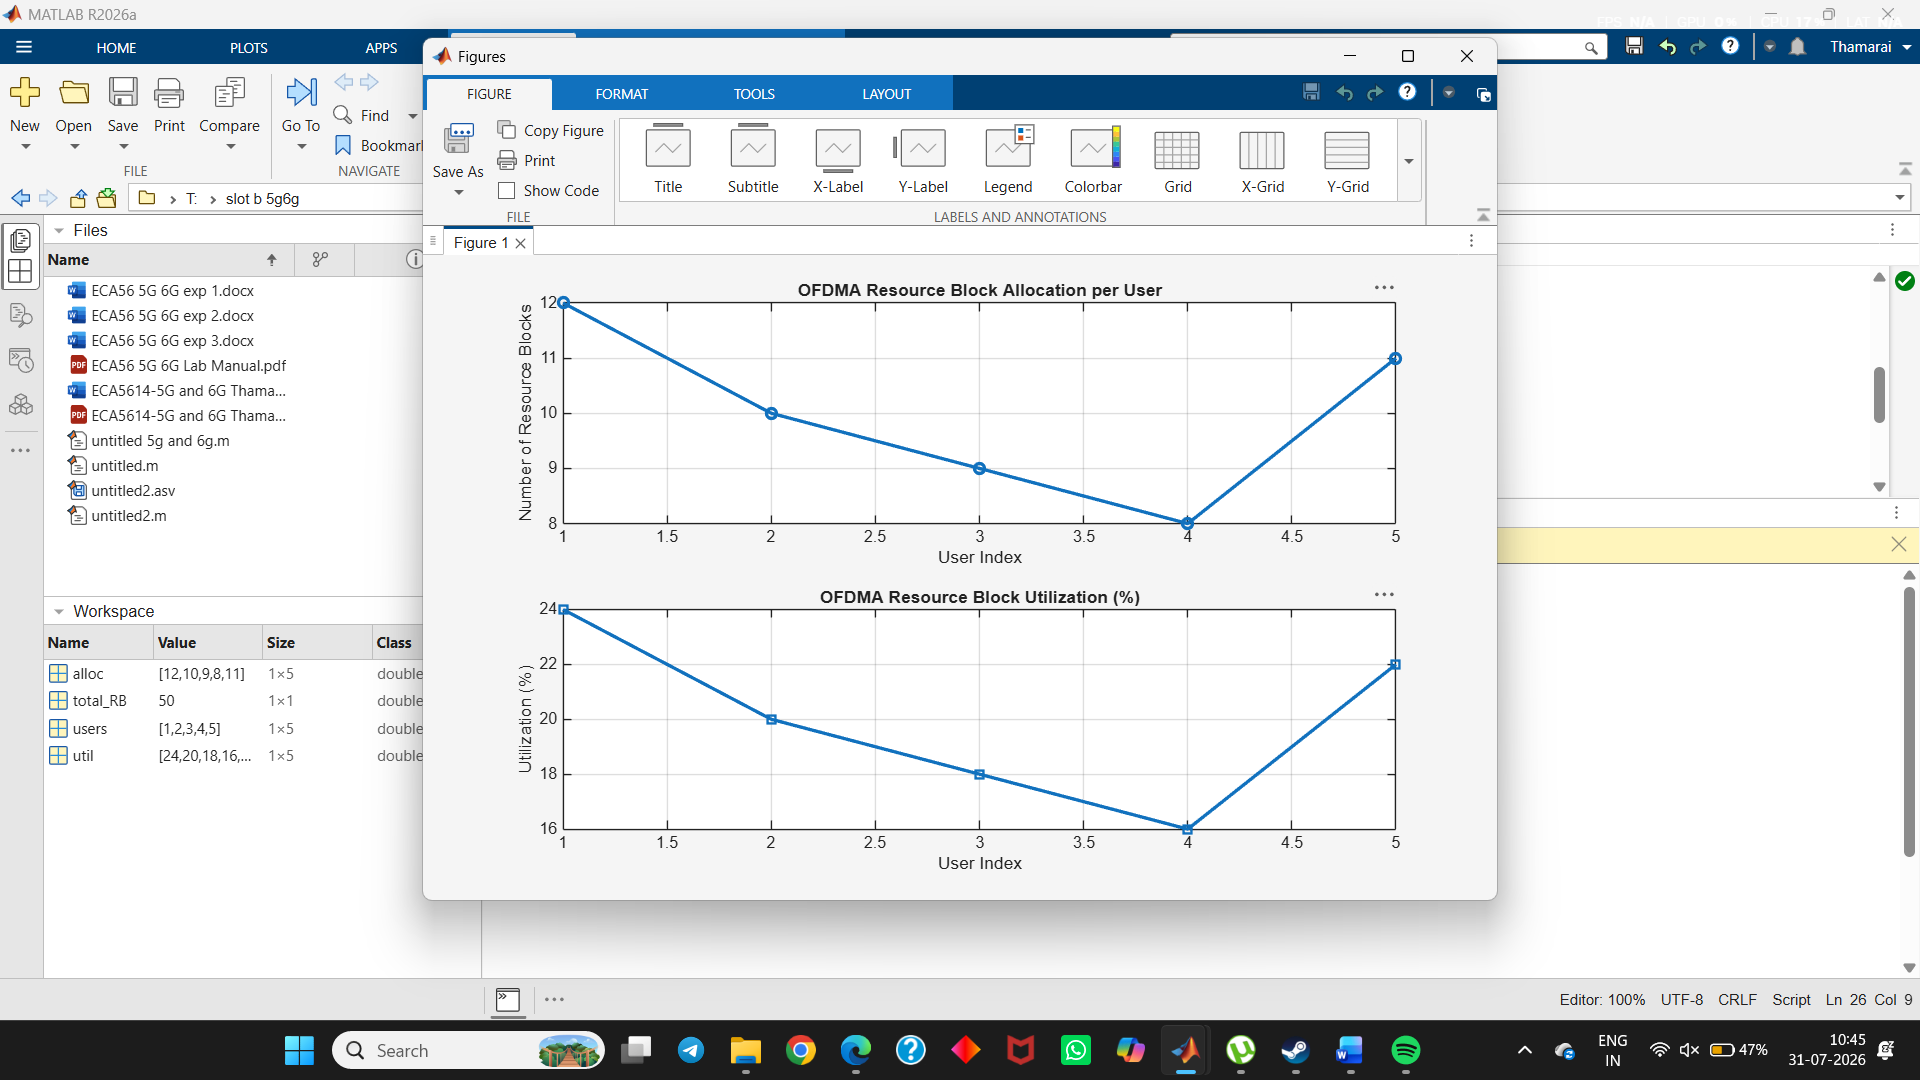 MATLAB R2026a
FPS N/A | GPU 0% | CPU 17% | LAT N/A
HOME PLOTS APPS
Thamarai
New Open Save Print Compare Go To Find Bookmark
FILE NAVIGATE
T: slot b 5g6g
Files
Name
ECA56 5G 6G exp 1.docx
ECA56 5G 6G exp 2.docx
ECA56 5G 6G exp 3.docx
ECA56 5G 6G Lab Manual.pdf
ECA5614-5G and 6G Thama...
ECA5614-5G and 6G Thama...
untitled 5g and 6g.m
untitled.m
untitled2.asv
untitled2.m
Workspace
Name Value Size Class
alloc [12,10,9,8,11] 1×5 double
total_RB 50 1×1 double
users [1,2,3,4,5] 1×5 double
util [24,20,18,16,... 1×5 double
Figures
FIGURE FORMAT TOOLS LAYOUT
Save As
Copy Figure
Print
Show Code
FILE
Title Subtitle X-Label Y-Label Legend Colorbar Grid X-Grid Y-Grid
LABELS AND ANNOTATIONS
Figure 1
OFDMA Resource Block Allocation per User
Number of Resource Blocks
12
11
10
9
8
1 1.5 2 2.5 3 3.5 4 4.5 5
User Index
OFDMA Resource Block Utilization (%)
Utilization (%)
24
22
20
18
16
1 1.5 2 2.5 3 3.5 4 4.5 5
User Index
Editor: 100% UTF-8 CRLF Script Ln 26 Col 9
Search
ENG
IN
47%
10:45
31-07-2026